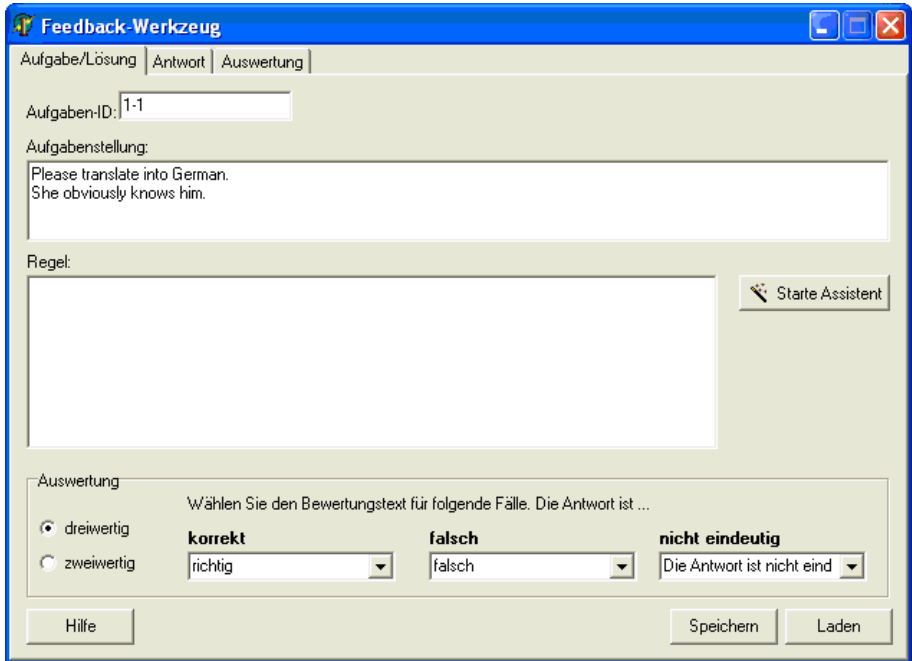 Feedback-Werkzeug
Aufgabe/Lösung Antwort Auswertung
Aufgaben-ID: 1-1
Aufgabenstellung:
Please translate into German.
She obviously knows him.
Regel:
Starte Assistent
Auswertung
Wählen Sie den Bewertungstext für folgende Fälle. Die Antwort ist ...
dreiwertig
zweiwertig
korrekt falsch nicht eindeutig
richtig falsch Die Antwort ist nicht eind
Hilfe Speichern Laden